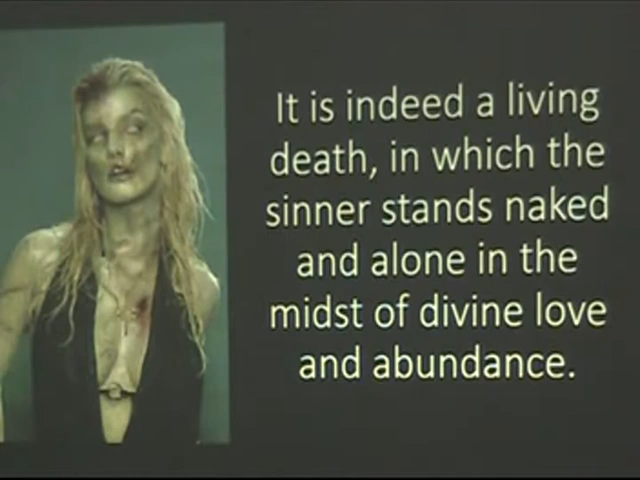 It is indeed a living
death, in which the
sinner stands naked
and alone in the
midst of divine love
and abundance.